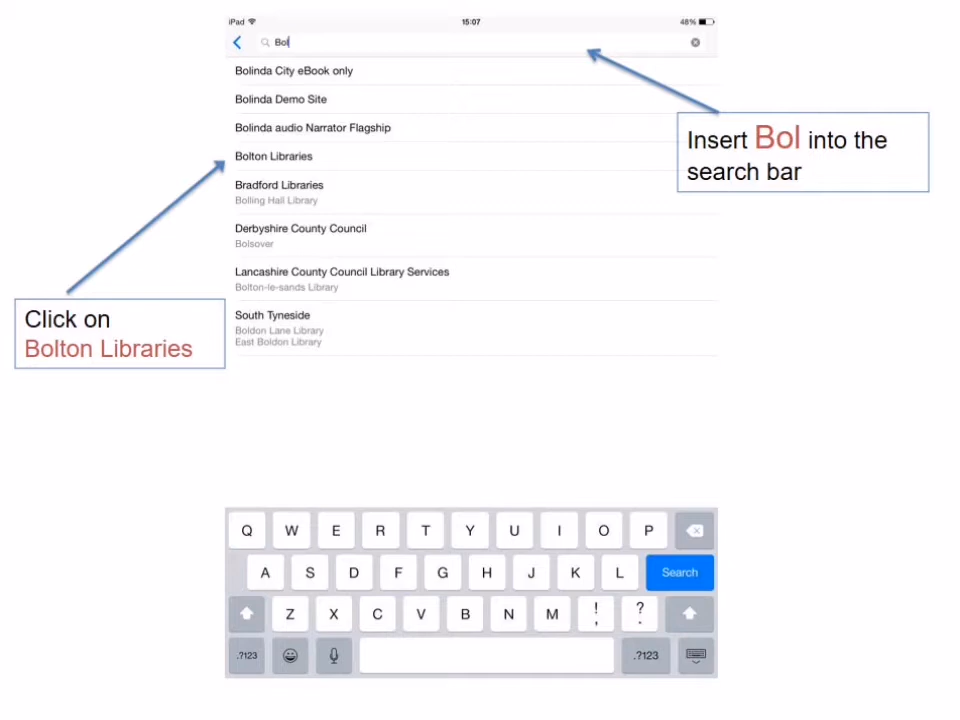 iPad 15:07 48%
Bol
Bolinda City eBook only
Bolinda Demo Site
Bolinda audio Narrator Flagship
Bolton Libraries
Bradford Libraries
Bolling Hall Library
Derbyshire County Council
Bolsover
Lancashire County Council Library Services
Bolton-le-sands Library
South Tyneside
Boldon Lane Library
East Boldon Library
Insert Bol into the
search bar
Click on
Bolton Libraries
Q W E R T Y U I O P
A S D F G H J K L Search
Z X C V B N M ! , ? .
.?123 .?123